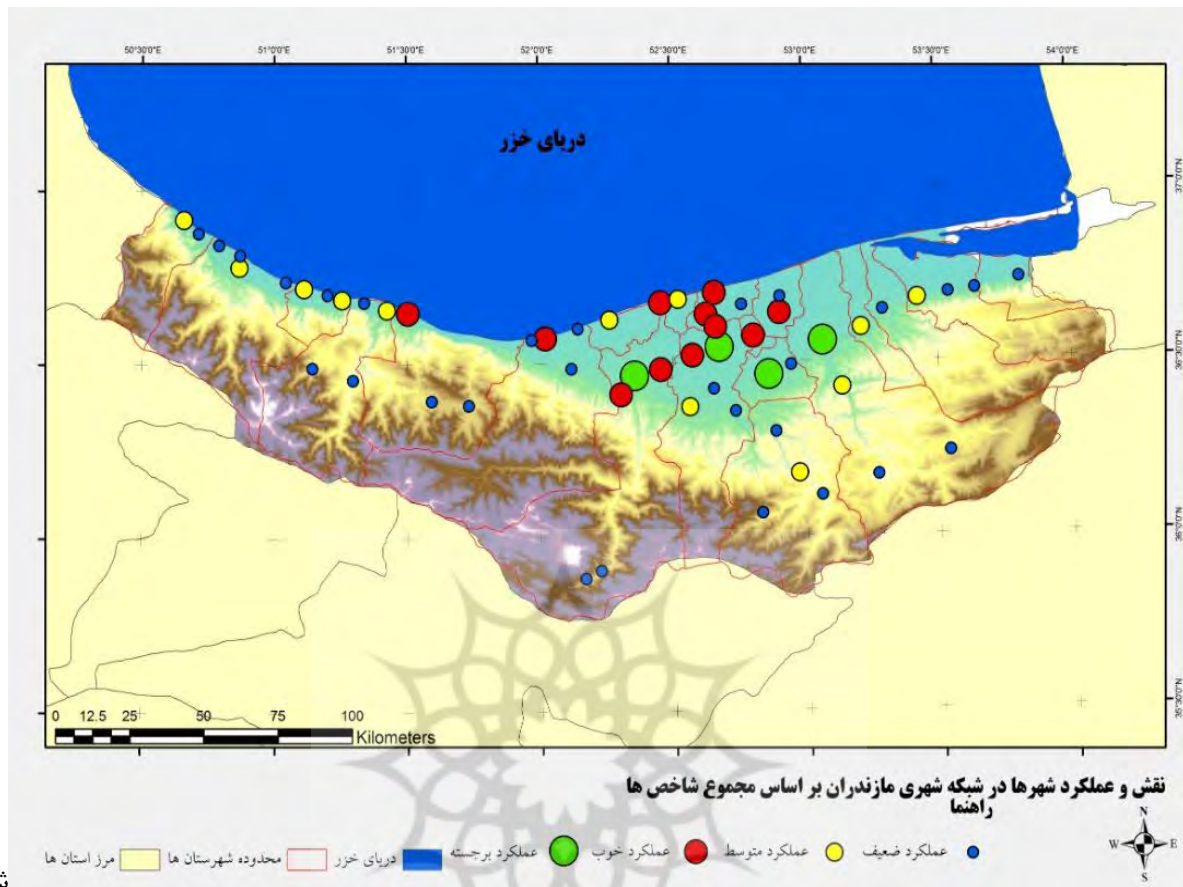 50°30'0"E 51°0'0"E 51°30'0"E 52°0'0"E 52°30'0"E 53°0'0"E 53°30'0"E 54°0'0"E
دریای خزر
37°0'0"N
36°30'0"N
36°0'0"N
35°30'0"N
0 12.5 25 50 75 100
Kilometers
نقش و عملکرد شهرها در شبکه شهری مازندران بر اساس مجموع شاخص ها
راهنما
N
W E
S
عملکرد ضعیف عملکرد متوسط عملکرد خوب عملکرد برجسته دریای خزر محدوده شهرستان ها مرز استان ها